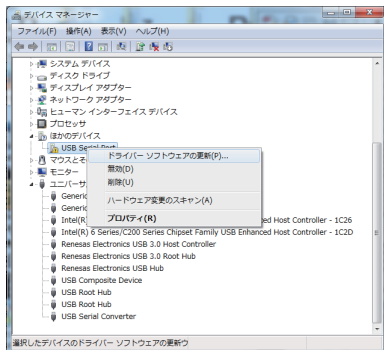 デバイス マネージャー
ファイル(F) 操作(A) 表示(V) ヘルプ(H)
システム デバイス
ディスク ドライブ
ディスプレイ アダプター
ネットワーク アダプター
ヒューマン インターフェイス デバイス
プロセッサ
ほかのデバイス
USB Serial Port
ドライバー ソフトウェアの更新(P)...
マウスとそ
無効(D)
モニター
削除(U)
ユニバーサ
Generic
ハードウェア変更のスキャン(A)
Generic
プロパティ(R)
Intel(R) ced Host Controller - 1C26
Intel(R) 6 Series/C200 Series Chipset Family USB Enhanced Host Controller - 1C2D
Renesas Electronics USB 3.0 Host Controller
Renesas Electronics USB 3.0 Root Hub
Renesas Electronics USB Hub
USB Composite Device
USB Root Hub
USB Root Hub
USB Serial Converter
選択したデバイスのドライバー ソフトウェアの更新ウ